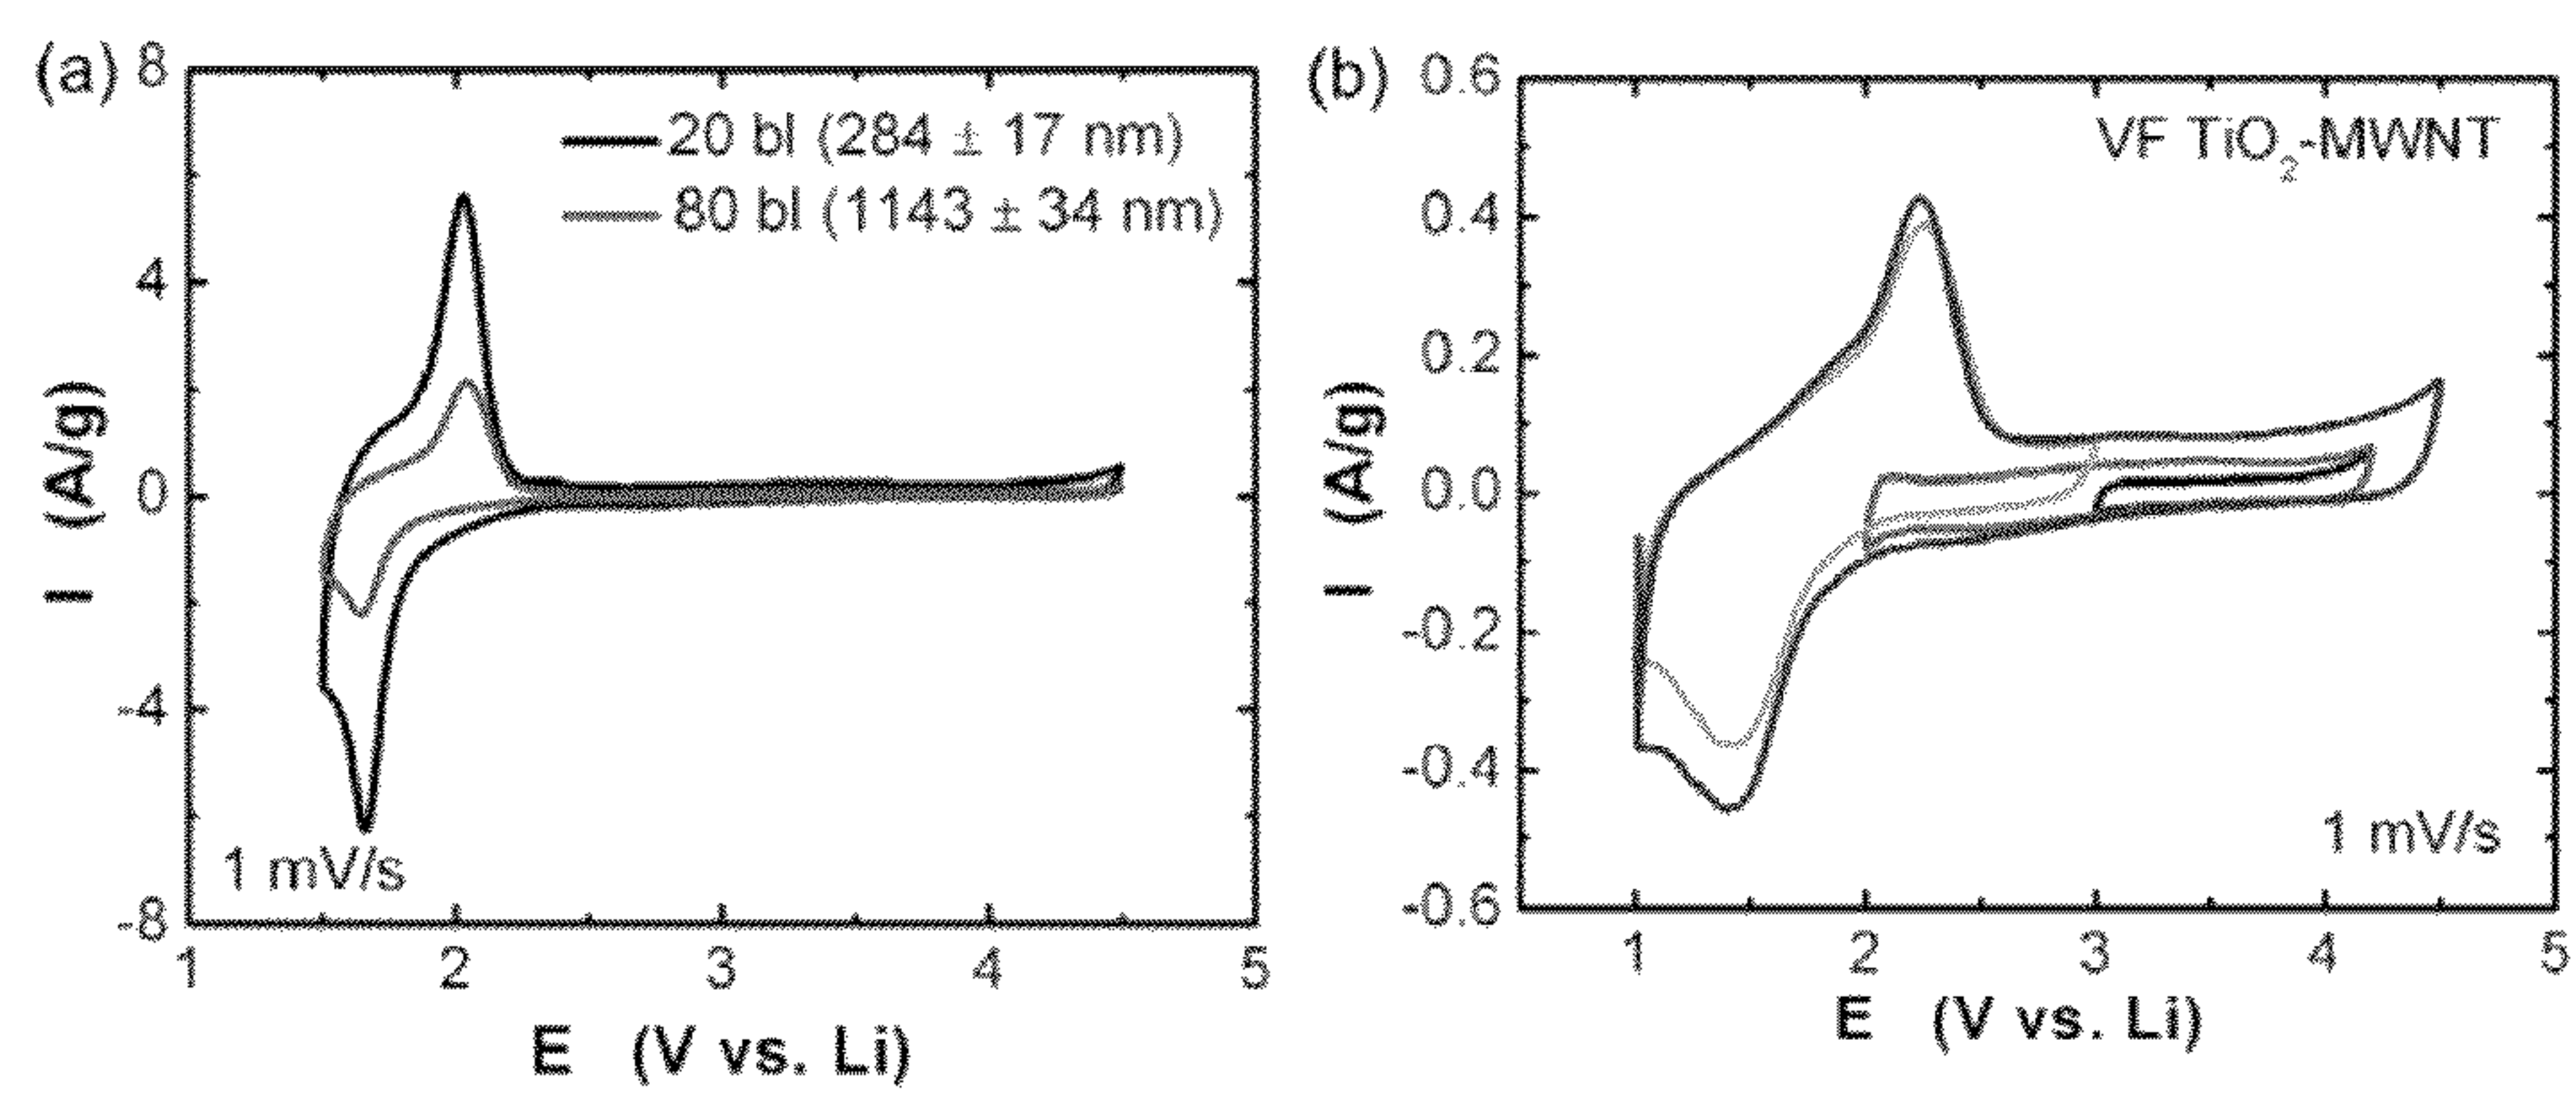 (a)
8
4
0
-4
-8
I (A/g)
20 bl (284 ± 17 nm)
80 bl (1143 ± 34 nm)
1 mV/s
1 2 3 4 5
E (V vs. Li)
(b)
0.6
0.4
0.2
0.0
-0.2
-0.4
-0.6
I (A/g)
VF TiO₂-MWNT
1 mV/s
1 2 3 4 5
E (V vs. Li)